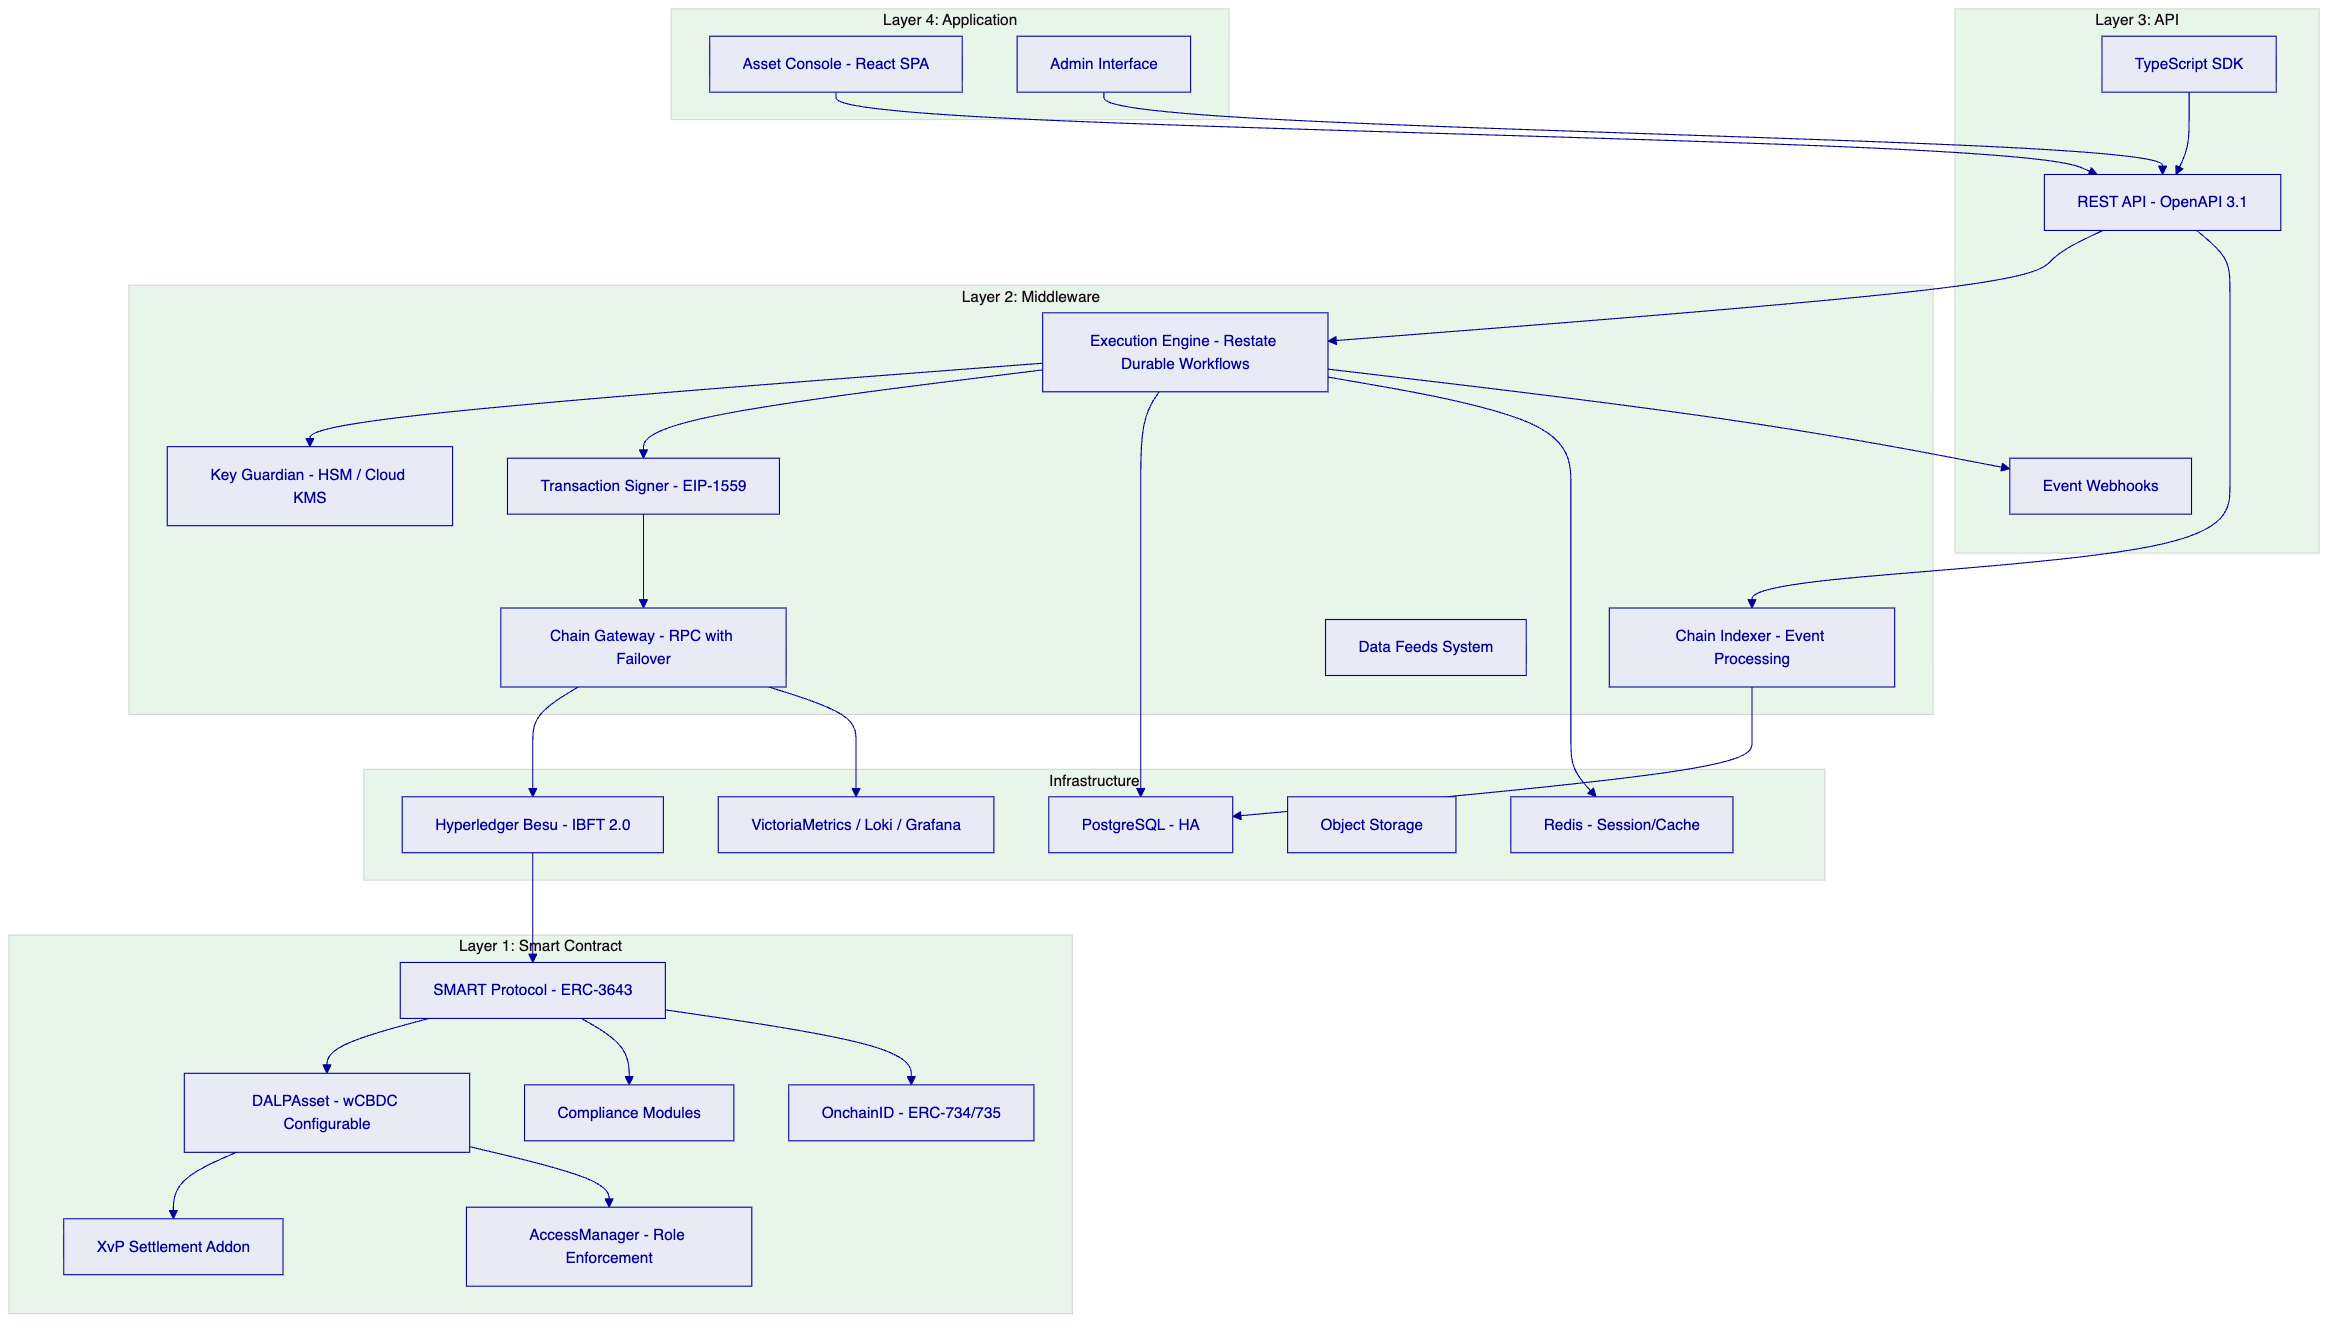 Layer 4: Application
Asset Console - React SPA
Admin Interface
Layer 3: API
TypeScript SDK
REST API - OpenAPI 3.1
Layer 2: Middleware
Execution Engine - Restate
Durable Workflows
Key Guardian - HSM / Cloud
KMS
Transaction Signer - EIP-1559
Event Webhooks
Chain Gateway - RPC with
Failover
Data Feeds System
Chain Indexer - Event
Processing
Infrastructure
Hyperledger Besu - IBFT 2.0
VictoriaMetrics / Loki / Grafana
PostgreSQL - HA
Object Storage
Redis - Session/Cache
Layer 1: Smart Contract
SMART Protocol - ERC-3643
DALPAsset - wCBDC
Configurable
Compliance Modules
OnchainID - ERC-734/735
XvP Settlement Addon
AccessManager - Role
Enforcement